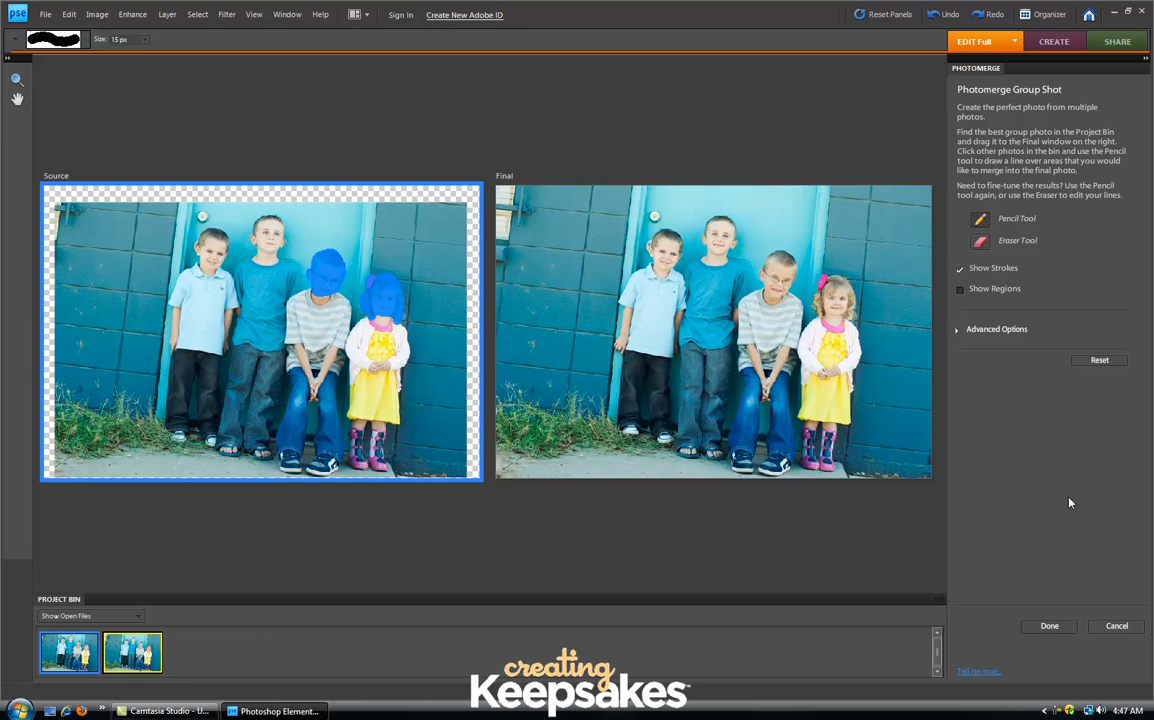 pse File Edit Image Enhance Layer Select Filter View Window Help Sign In Create New Adobe ID Reset Panels Undo Redo Organizer
Size: 15 px EDIT Full CREATE SHARE
PHOTOMERGE
Photomerge Group Shot
Create the perfect photo from multiple
photos.
Find the best group photo in the Project Bin
and drag it to the Final window on the right.
Click other photos in the bin and use the Pencil
tool to draw a line over areas that you would
like to merge into the final photo.
Need to fine-tune the results? Use the Pencil
tool again, or use the Eraser to edit your lines.
Pencil Tool
Eraser Tool
Show Strokes
Show Regions
Advanced Options
Reset
Source Final
PROJECT BIN
Show Open Files
Done Cancel
Tell me more...
creating
Keepsakes™
Camtasia Studio - U... Photoshop Element... 4:47 AM